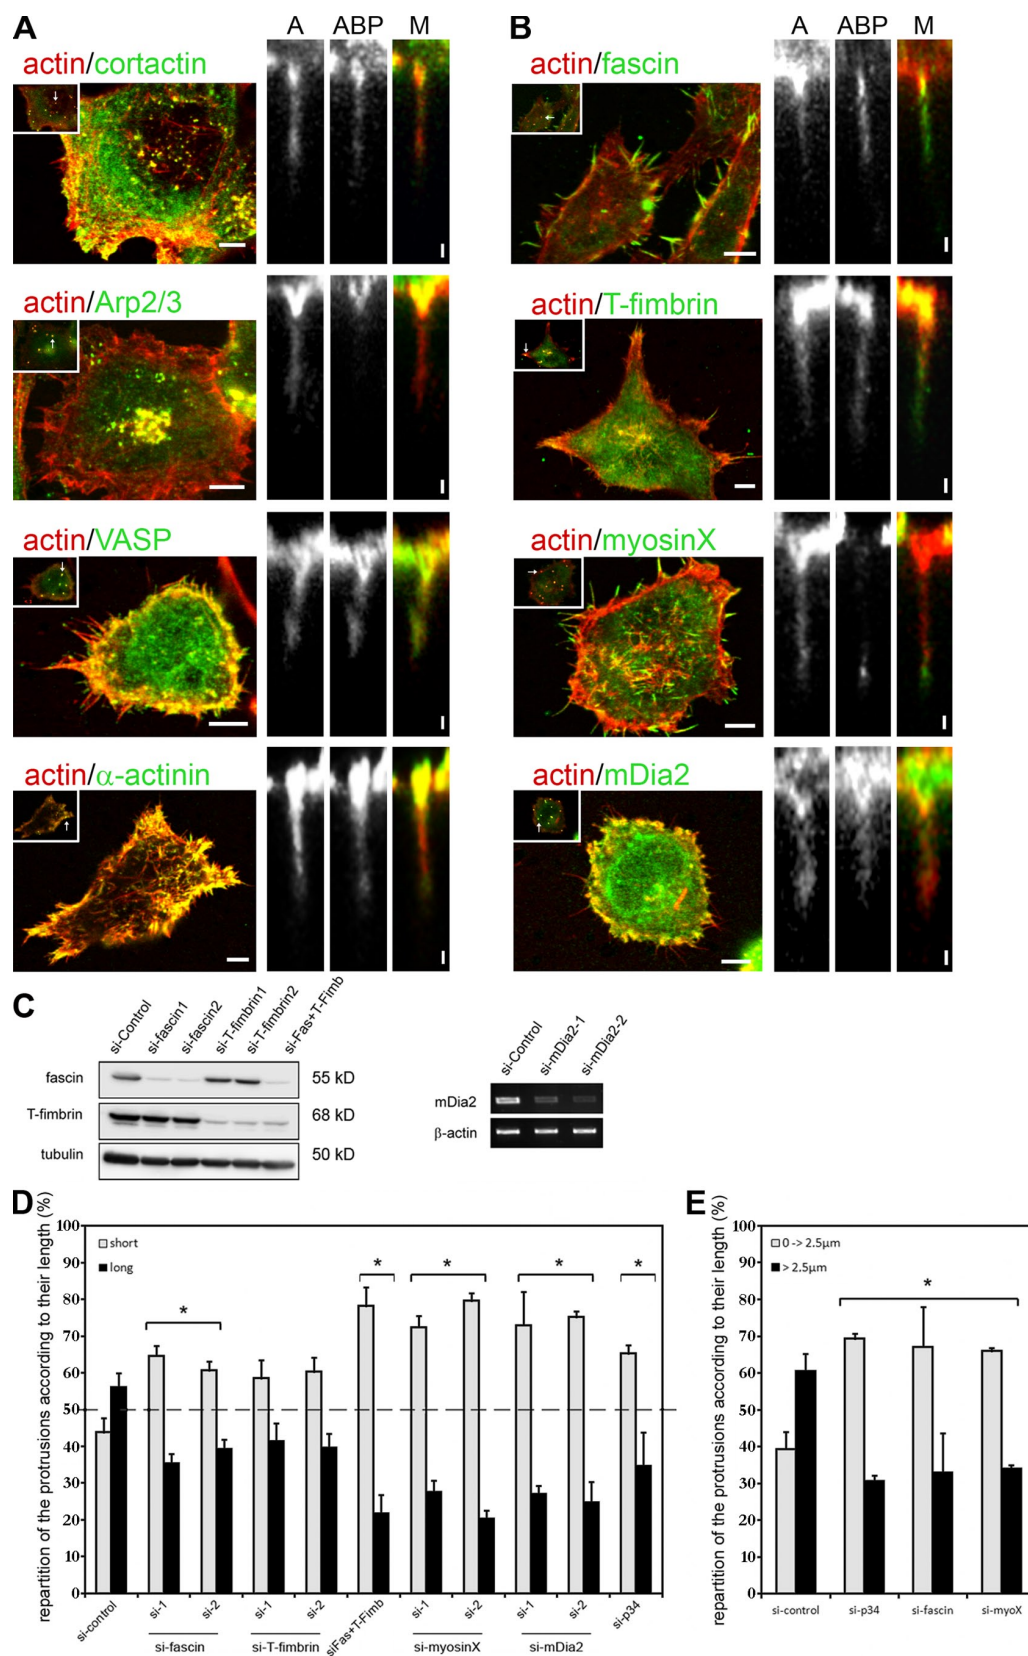 A
A ABP M
actin/cortactin
actin/Arp2/3
actin/VASP
actin/α-actinin
B
A ABP M
actin/fascin
actin/T-fimbrin
actin/myosinX
actin/mDia2
C
si-Control
si-fascin1
si-fascin2
si-T-fimbrin1
si-T-fimbrin2
si-Fas+T-Fimb
fascin 55 kD
T-fimbrin 68 kD
tubulin 50 kD
si-Control
si-mDia2-1
si-mDia2-2
mDia2
β-actin
D
repartition of the protrusions according to their length (%)
100
90
80
70
60
50
40
30
20
10
0
short
long
*
*
*
*
*
si-control
si-1
si-2
si-1
si-2
siFas+T-Fimb
si-1
si-2
si-1
si-2
si-p34
si-fascin
si-T-fimbrin
si-myosinX
si-mDia2
E
repartition of the protrusions according to their length (%)
100
90
80
70
60
50
40
30
20
10
0
0 -> 2.5µm
> 2.5µm
*
si-control si-p34 si-fascin si-myoX